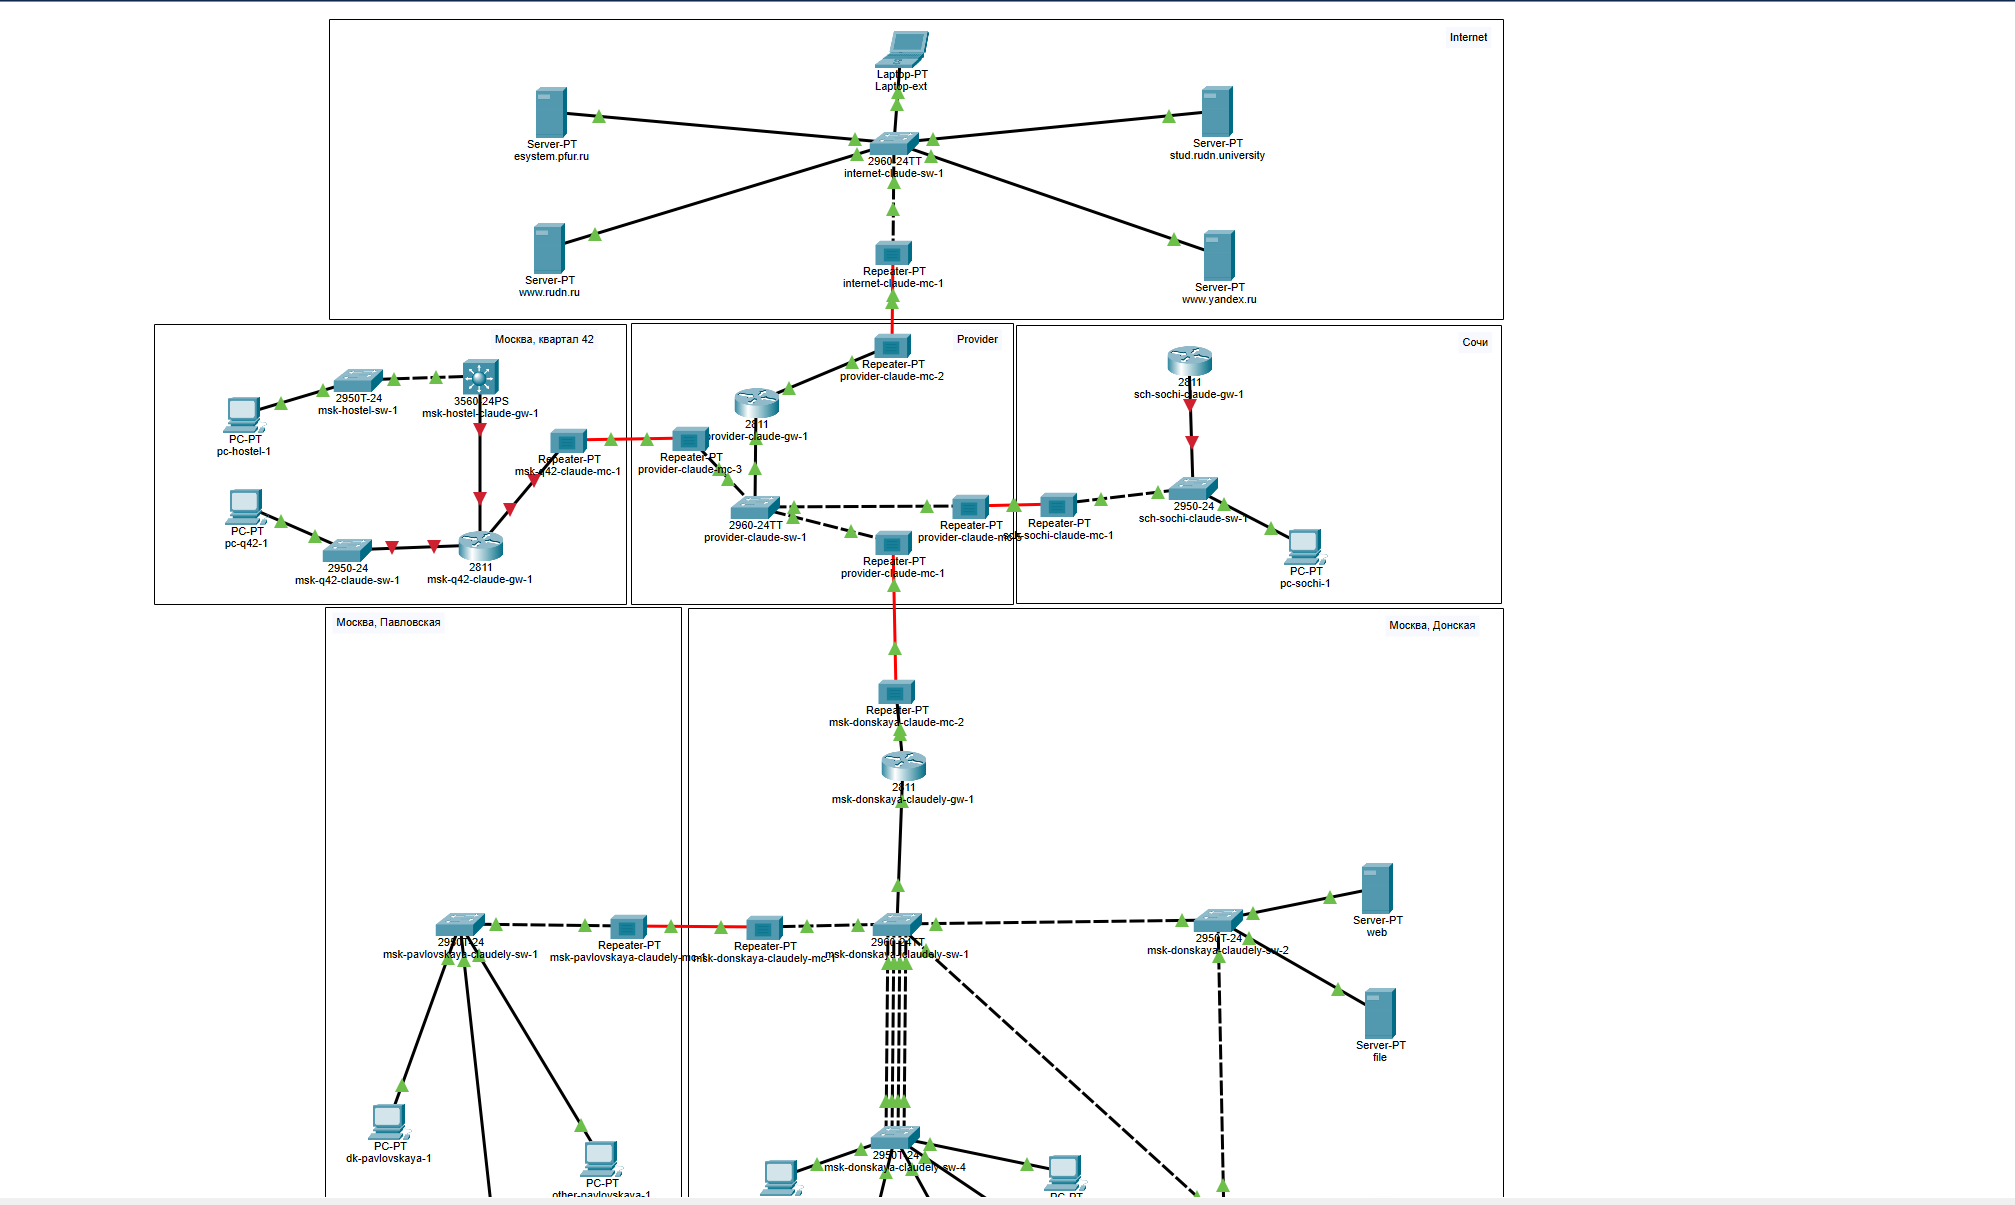 Internet
Laptop-PT
Laptop-ext
Server-PT
esystem.pfur.ru
Server-PT
stud.rudn.university
2960-24TT
internet-claude-sw-1
Server-PT
www.rudn.ru
Repeater-PT
internet-claude-mc-1
Server-PT
www.yandex.ru
Москва, квартал 42
2950T-24
msk-hostel-sw-1
3560-24PS
msk-hostel-claude-gw-1
PC-PT
pc-hostel-1
Repeater-PT
msk-q42-claude-mc-1
PC-PT
pc-q42-1
2950-24
msk-q42-claude-sw-1
2811
msk-q42-claude-gw-1
Provider
Repeater-PT
provider-claude-mc-2
2811
provider-claude-gw-1
Repeater-PT
provider-claude-mc-3
2960-24TT
provider-claude-sw-1
Repeater-PT
Repeater-PT
provider-claude-mc-1
Сочи
2811
sch-sochi-claude-gw-1
2950-24
sch-sochi-claude-sw-1
Repeater-PT
sch-sochi-claude-mc-1
PC-PT
pc-sochi-1
Москва, Павловская
2950T-24
msk-pavlovskaya-claudely-sw-1
Repeater-PT
msk-pavlovskaya-claudely-mc-1
PC-PT
dk-pavlovskaya-1
PC-PT
other-pavlovskaya-1
Москва, Донская
Repeater-PT
msk-donskaya-claude-mc-2
2811
msk-donskaya-claudely-gw-1
Repeater-PT
msk-donskaya-claudely-mc-1
2960-24TT
msk-donskaya-claudely-sw-1
2950T-24
msk-donskaya-claudely-sw-2
Server-PT
web
Server-PT
file
2950T-24
msk-donskaya-claudely-sw-4
PC-PT